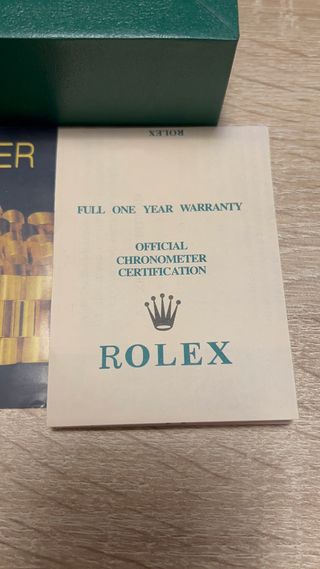 ER
ROLEX
FULL ONE YEAR WARRANTY
OFFICIAL
CHRONOMETER
CERTIFICATION
ROLEX